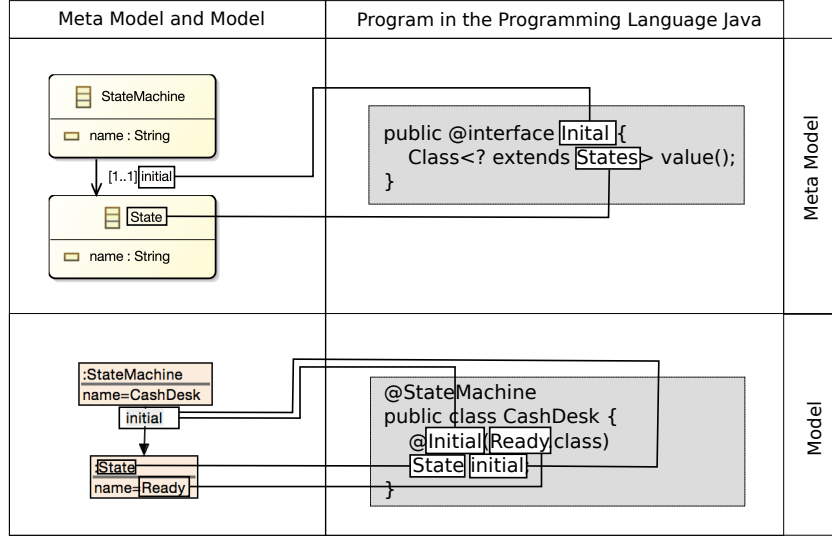 Meta Model and Model
Program in the Programming Language Java
StateMachine
name : String
[1..1] initial
State
name : String
public @interface Inital {
Class<? extends States> value();
}
Meta Model
:StateMachine
name=CashDesk
initial
:State
name=Ready
@StateMachine
public class CashDesk {
@Initial(Ready.class)
State initial;
}
Model